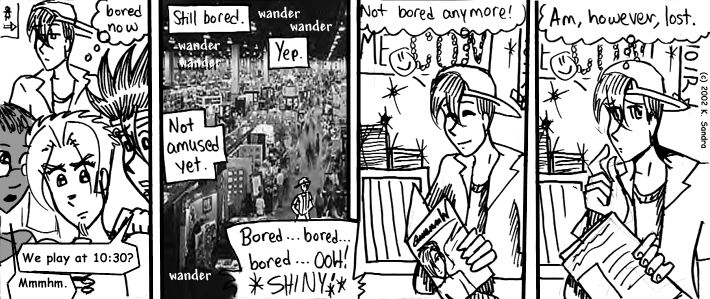 bored
now
We play at 10:30?
Mmmhm.
Still bored.
wander
wander
wander
wander
Yep.
Not
amused
yet.
wander
Bored...bored...
bored... OOH!
*SHINY!*
Not bored anymore!
Am, however, lost.
(c) 2002 K. Sandra